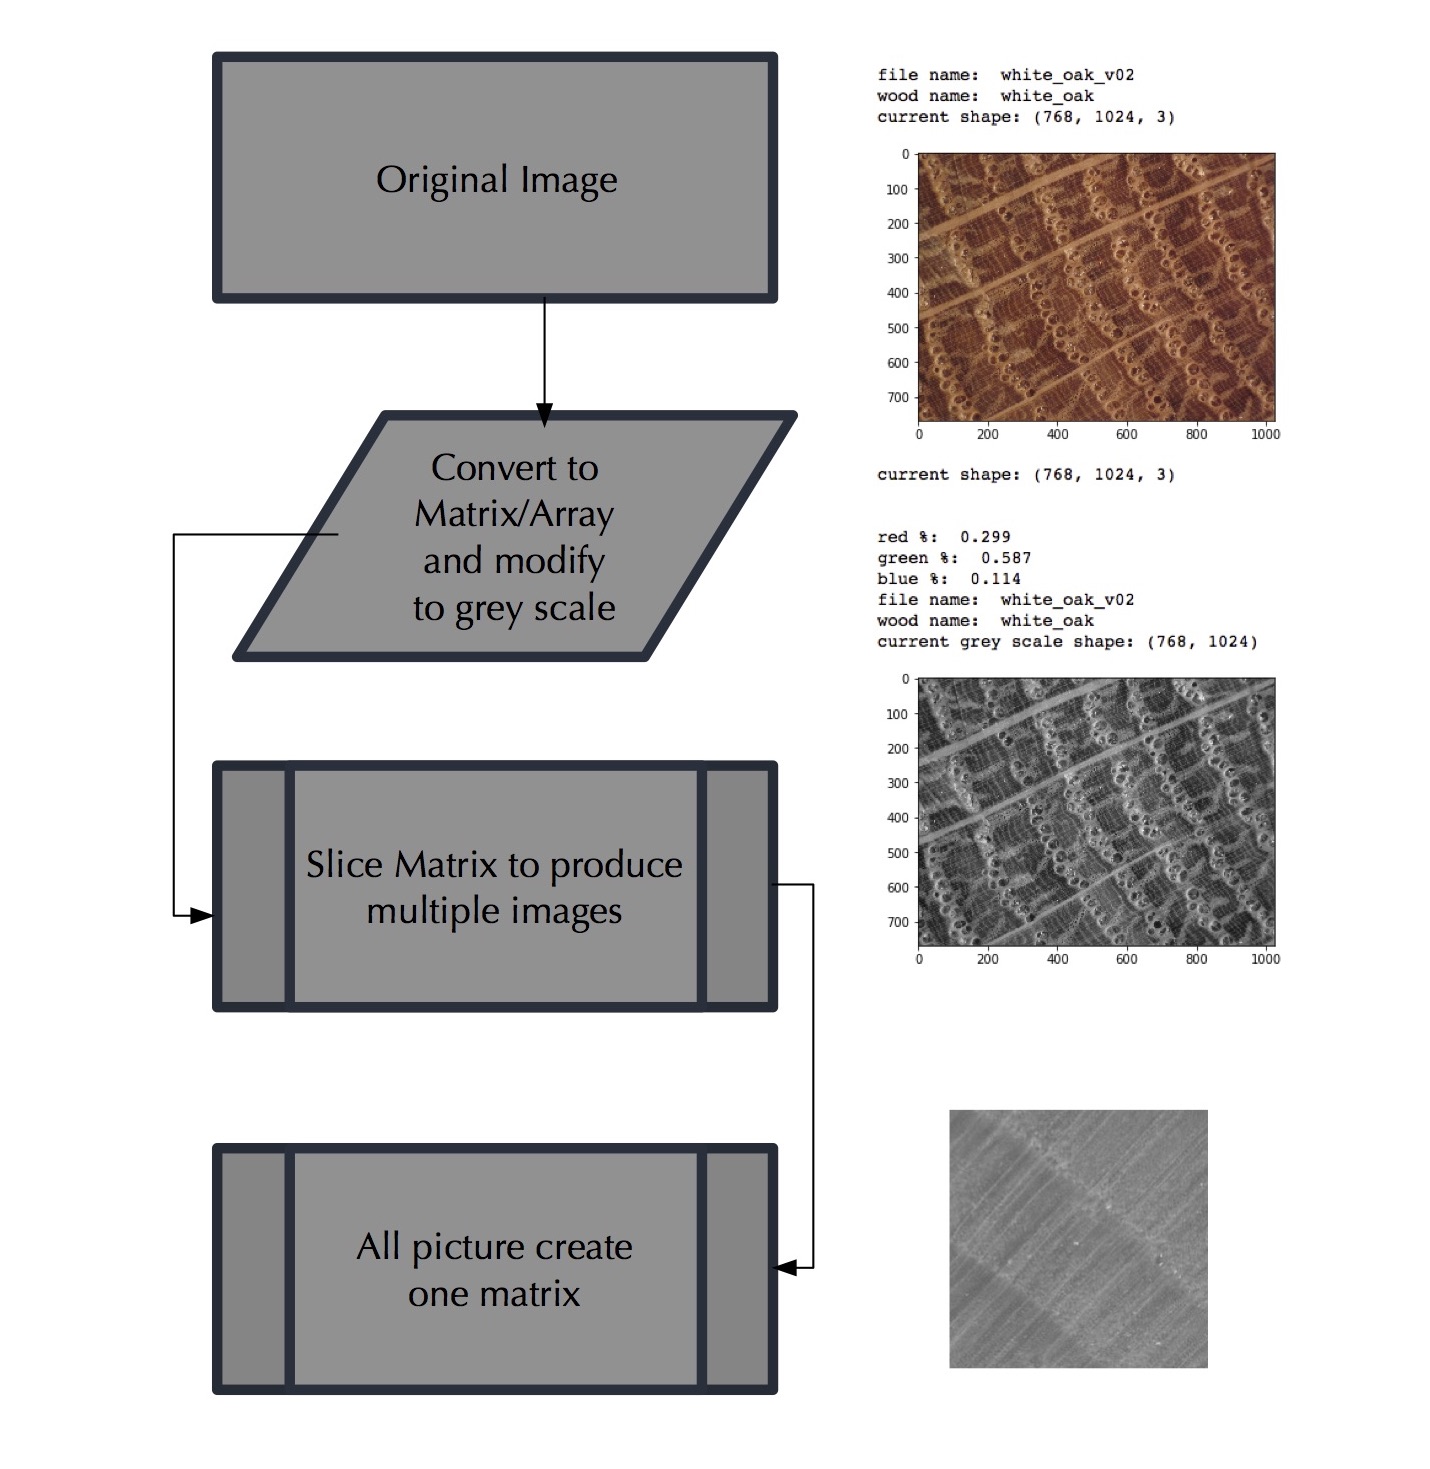 Original Image
Convert to
Matrix/Array
and modify
to grey scale
Slice Matrix to produce
multiple images
All picture create
one matrix
file name:  white_oak_v02
wood name:  white_oak
current shape: (768, 1024, 3)
0
100
200
300
400
500
600
700
0 200 400 600 800 1000
current shape: (768, 1024, 3)
red %:  0.299
green %:  0.587
blue %:  0.114
file name:  white_oak_v02
wood name:  white_oak
current grey scale shape: (768, 1024)
0
100
200
300
400
500
600
700
0 200 400 600 800 1000